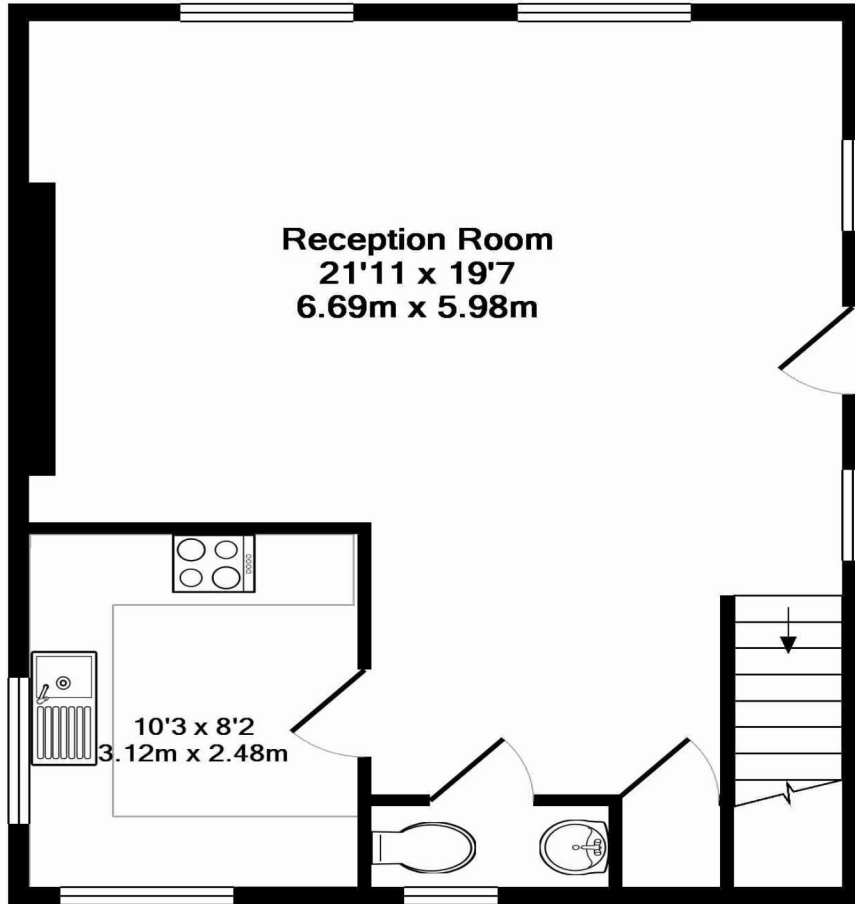 Reception Room
21'11 x 19'7
6.69m x 5.98m
10'3 x 8'2
3.12m x 2.48m